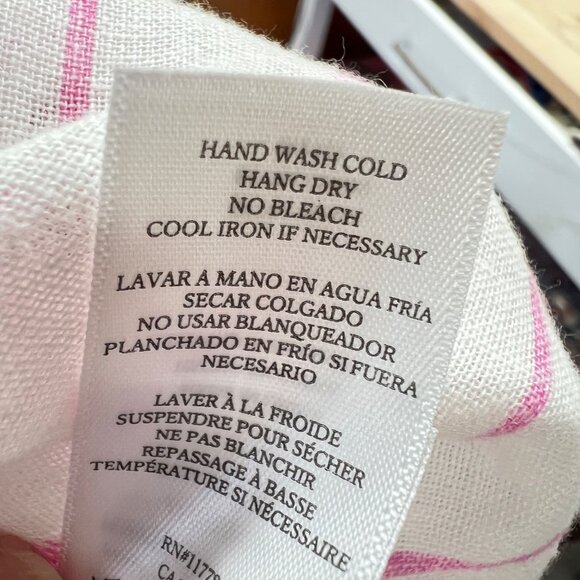 HAND WASH COLD
HANG DRY
NO BLEACH
COOL IRON IF NECESSARY
LAVAR A MANO EN AGUA FRÍA
SECAR COLGADO
NO USAR BLANQUEADOR
PLANCHADO EN FRÍO SI FUERA
NECESARIO
LAVER À LA FROIDE
SUSPENDRE POUR SÉCHER
NE PAS BLANCHIR
REPASSAGE À BASSE
TEMPÉRATURE SI NÉCESSAIRE